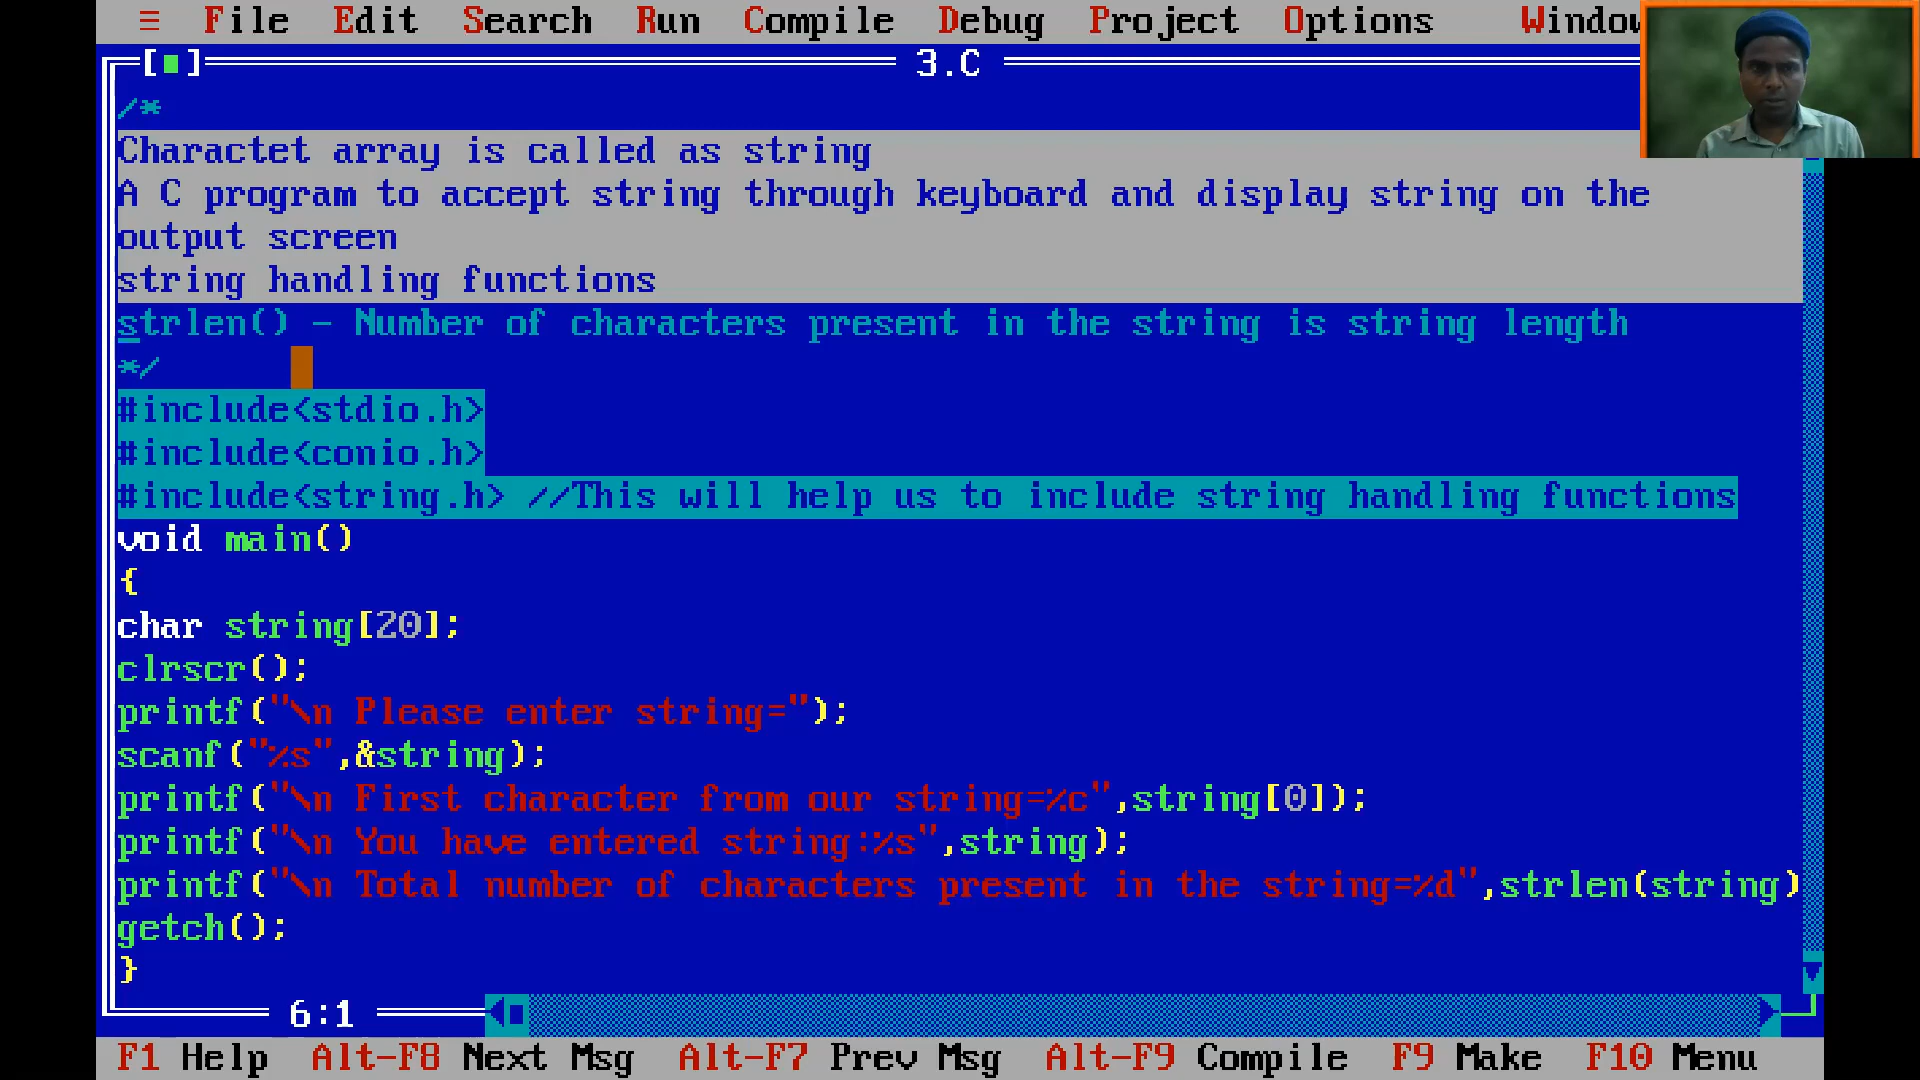 ≡ File Edit Search Run Compile Debug Project Options Window
[■] 3.C
/*
Charactet array is called as string
A C program to accept string through keyboard and display string on the
output screen
string handling functions
strlen() - Number of characters present in the string is string length
*/
#include<stdio.h>
#include<conio.h>
#include<string.h> //This will help us to include string handling functions
void main()
{
char string[20];
clrscr();
printf("\n Please enter string=");
scanf("%s",&string);
printf("\n First character from our string=%c",string[0]);
printf("\n You have entered string:%s",string);
printf("\n Total number of characters present in the string=%d",strlen(string)
getch();
}
6:1
F1 Help Alt-F8 Next Msg Alt-F7 Prev Msg Alt-F9 Compile F9 Make F10 Menu